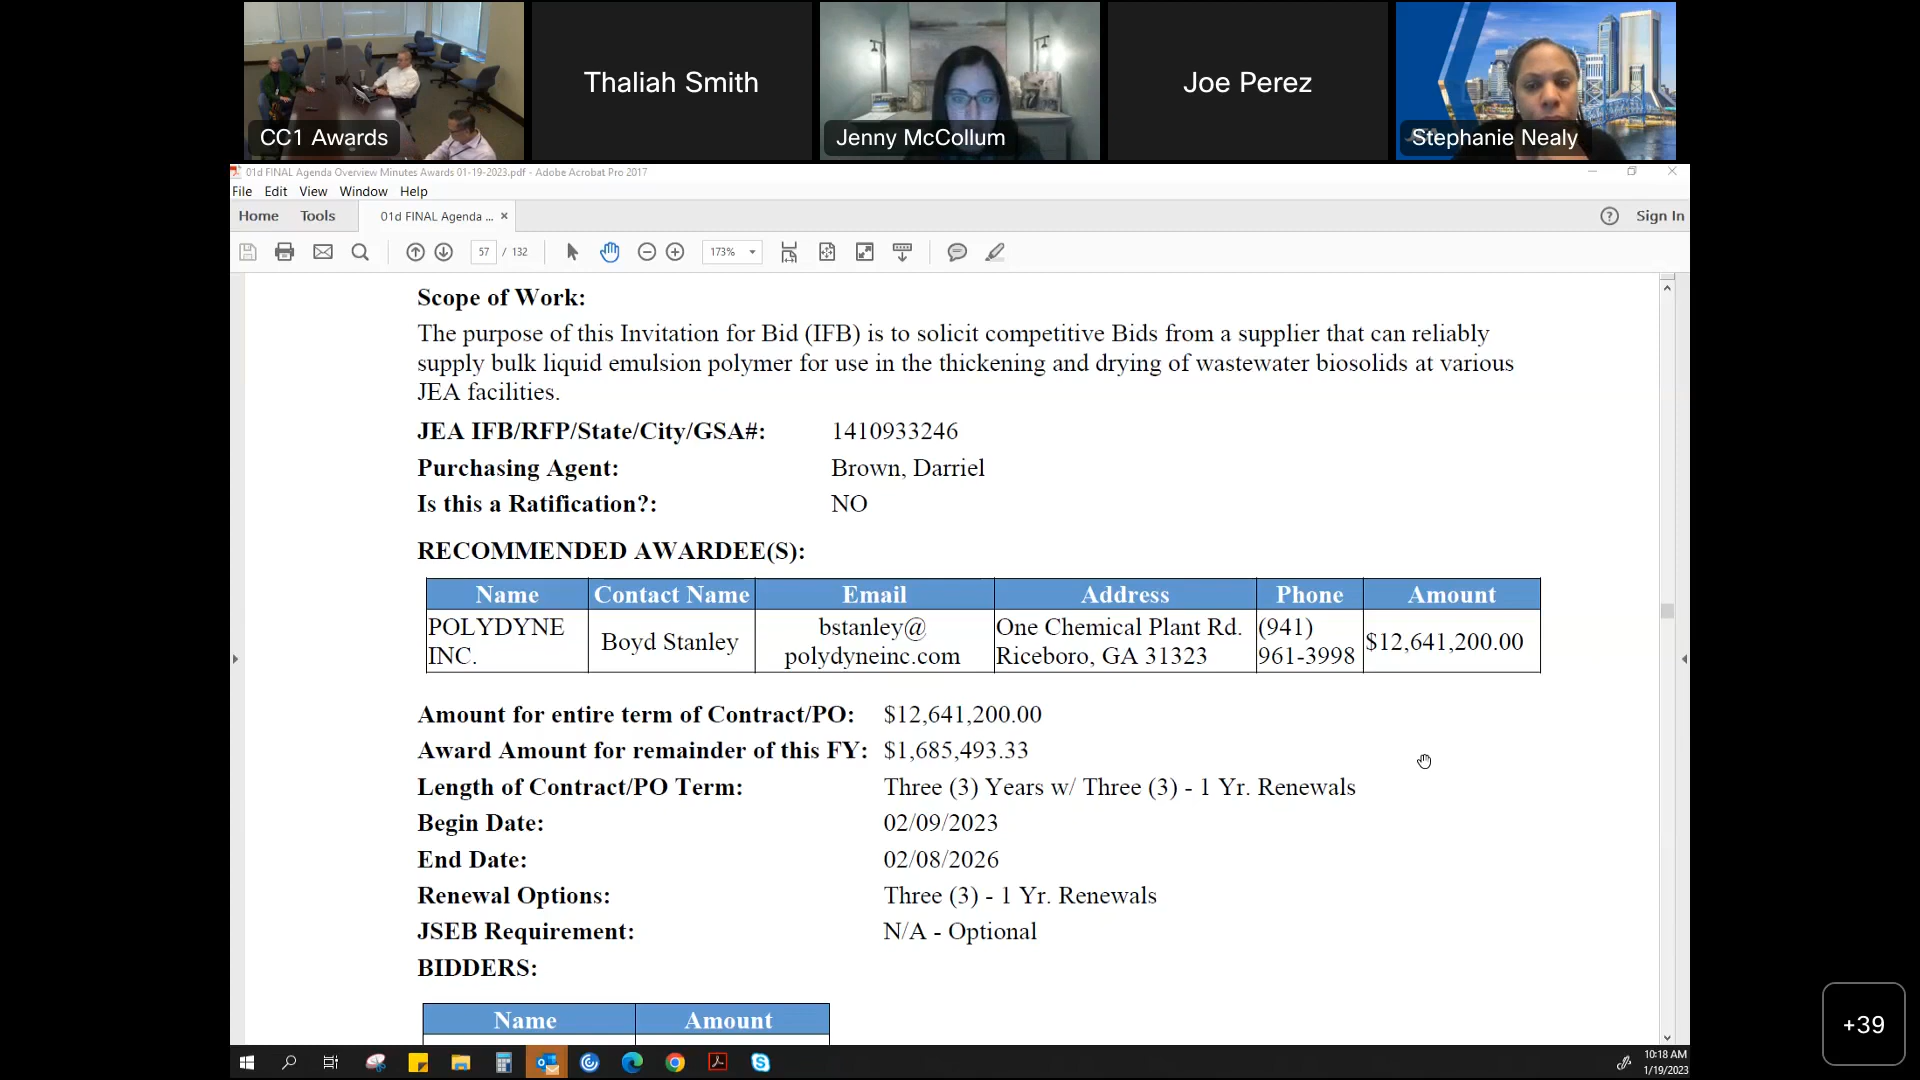 CC1 Awards
Thaliah Smith
Jenny McCollum
Joe Perez
Stephanie Nealy
01d FINAL Agenda Overview Minutes Awards 01-19-2023.pdf - Adobe Acrobat Pro 2017
File Edit View Window Help
Home Tools 01d FINAL Agenda ... × Sign In
57 / 132 173%
Scope of Work:
The purpose of this Invitation for Bid (IFB) is to solicit competitive Bids from a supplier that can reliably
supply bulk liquid emulsion polymer for use in the thickening and drying of wastewater biosolids at various
JEA facilities.
JEA IFB/RFP/State/City/GSA#: 1410933246
Purchasing Agent: Brown, Darriel
Is this a Ratification?: NO
RECOMMENDED AWARDEE(S):
Name Contact Name Email Address Phone Amount
POLYDYNE INC. Boyd Stanley bstanley@ polydyneinc.com One Chemical Plant Rd. Riceboro, GA 31323 (941) 961-3998 $12,641,200.00
Amount for entire term of Contract/PO: $12,641,200.00
Award Amount for remainder of this FY: $1,685,493.33
Length of Contract/PO Term: Three (3) Years w/ Three (3) - 1 Yr. Renewals
Begin Date: 02/09/2023
End Date: 02/08/2026
Renewal Options: Three (3) - 1 Yr. Renewals
JSEB Requirement: N/A - Optional
BIDDERS:
Name Amount
+39
10:18 AM
1/19/2023